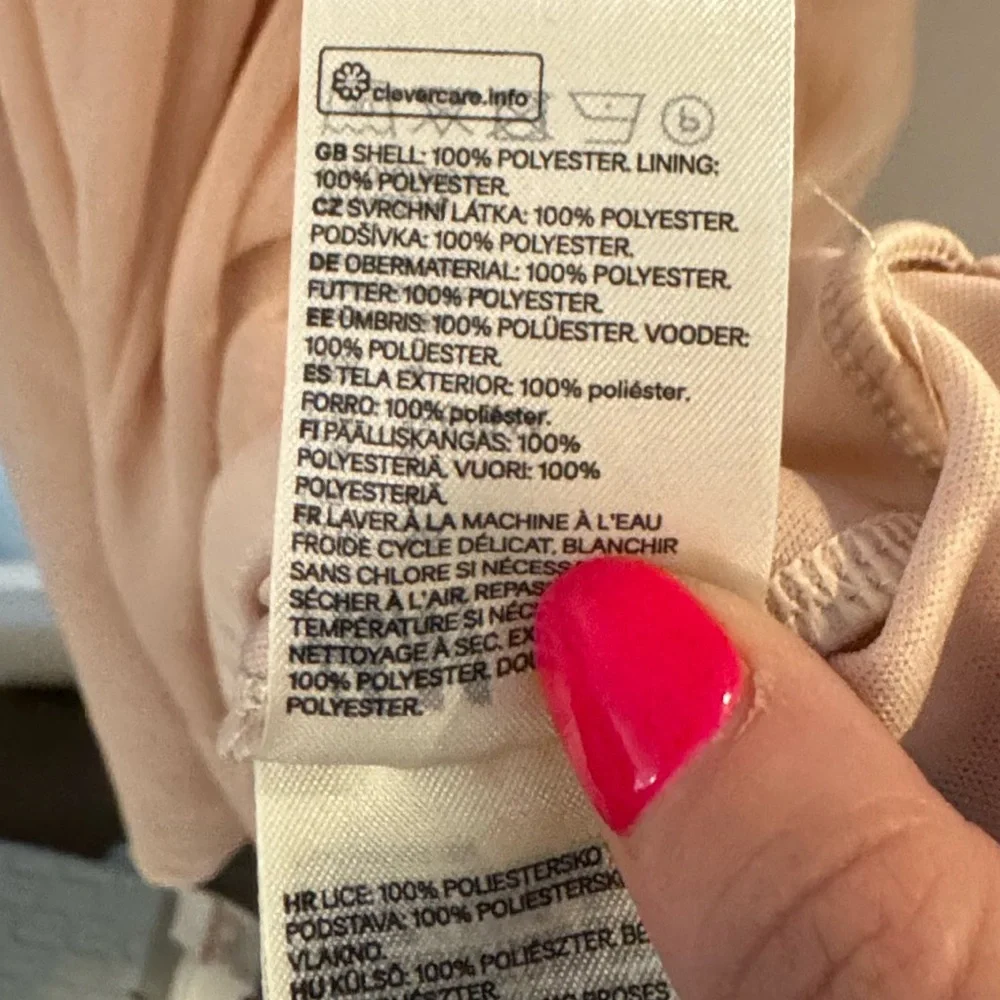 clevercare.info
GB SHELL: 100% POLYESTER. LINING:
100% POLYESTER.
CZ SVRCHNÍ LÁTKA: 100% POLYESTER.
PODŠÍVKA: 100% POLYESTER.
DE OBERMATERIAL: 100% POLYESTER.
FUTTER: 100% POLYESTER.
EE ÜMBRIS: 100% POLÜESTER. VOODER:
100% POLÜESTER.
ES TELA EXTERIOR: 100% poliéster.
FORRO: 100% poliéster.
FI PÄÄLLISKANGAS: 100%
POLYESTERIÄ. VUORI: 100%
POLYESTERIÄ.
FR LAVER À LA MACHINE À L'EAU
FROIDE CYCLE DÉLICAT. BLANCHIR
SANS CHLORE SI
SÉCHER À L'AIR.
TEMPÉRATURE SI
NETTOYAGE À SEC.
100% POLYESTER.
POLYESTER.
HR LICE: 100% POLIESTERSKO
PODSTAVA: 100%
VLAKNO.
HU KÜLSŐ: 100% POLIÉSZTER.